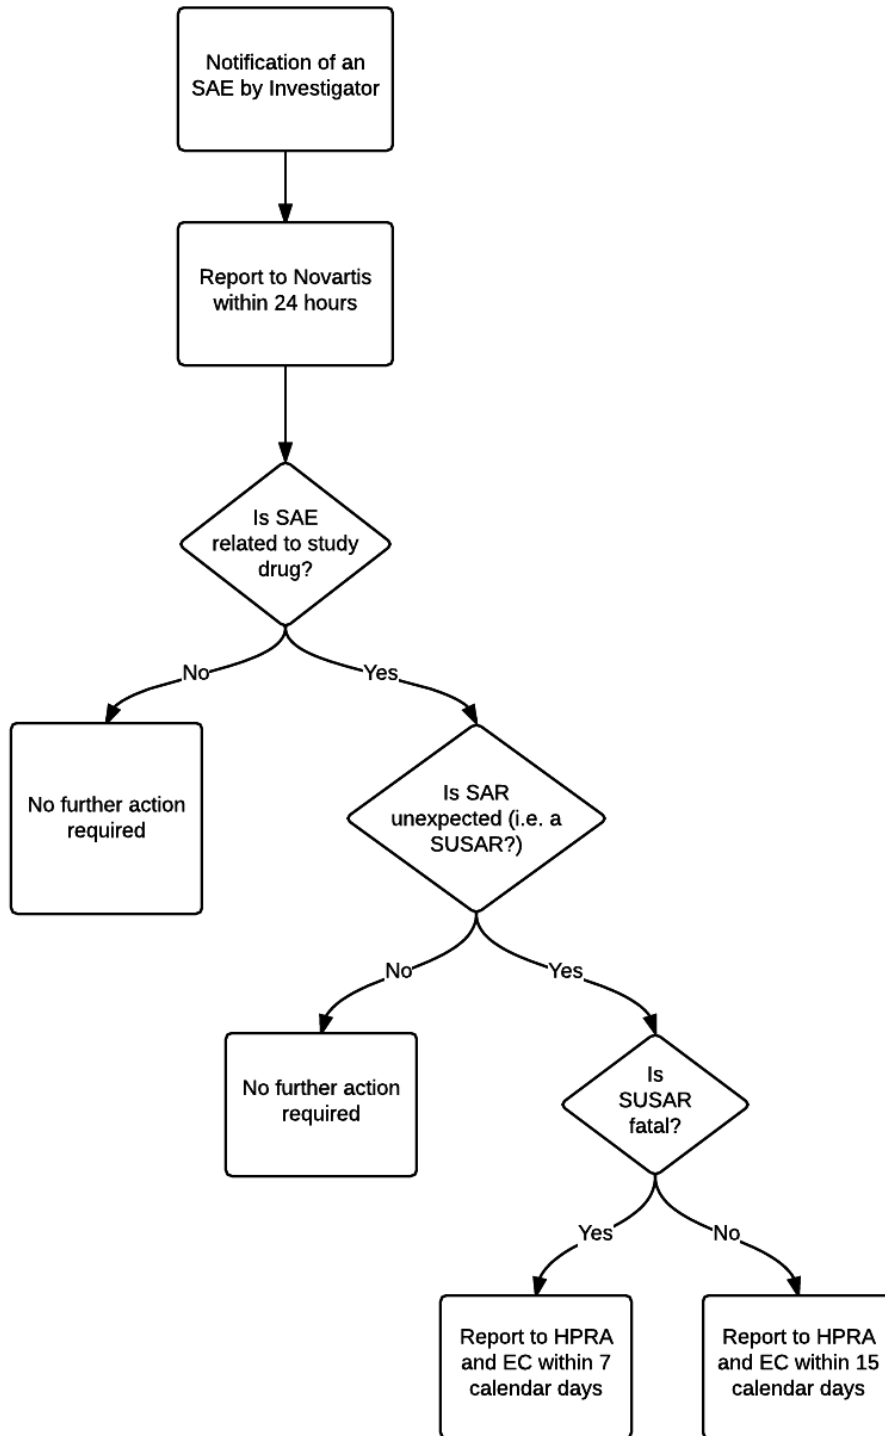 Notification of an
SAE by Investigator
Report to Novartis
within 24 hours
Is SAE
related to study
drug?
No
Yes
No further action
required
Is SAR
unexpected (i.e. a
SUSAR?)
No
Yes
No further action
required
Is
SUSAR
fatal?
Yes
No
Report to HPRA
and EC within 7
calendar days
Report to HPRA
and EC within 15
calendar days